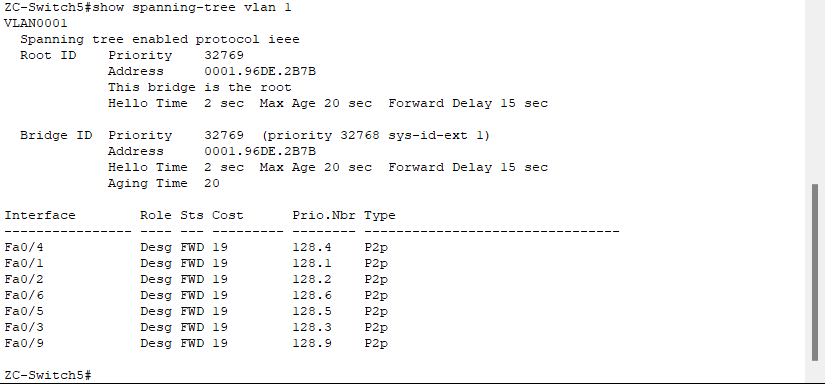 ZC-Switch5#show spanning-tree vlan 1
VLAN0001
  Spanning tree enabled protocol ieee
  Root ID    Priority    32769
             Address     0001.96DE.2B7B
             This bridge is the root
             Hello Time  2 sec  Max Age 20 sec  Forward Delay 15 sec

  Bridge ID  Priority    32769  (priority 32768 sys-id-ext 1)
             Address     0001.96DE.2B7B
             Hello Time  2 sec  Max Age 20 sec  Forward Delay 15 sec
             Aging Time  20

Interface        Role Sts Cost      Prio.Nbr Type
---------------- ---- --- --------- -------- --------------------------------
Fa0/4            Desg FWD 19        128.4    P2p
Fa0/1            Desg FWD 19        128.1    P2p
Fa0/2            Desg FWD 19        128.2    P2p
Fa0/6            Desg FWD 19        128.6    P2p
Fa0/5            Desg FWD 19        128.5    P2p
Fa0/3            Desg FWD 19        128.3    P2p
Fa0/9            Desg FWD 19        128.9    P2p

ZC-Switch5#